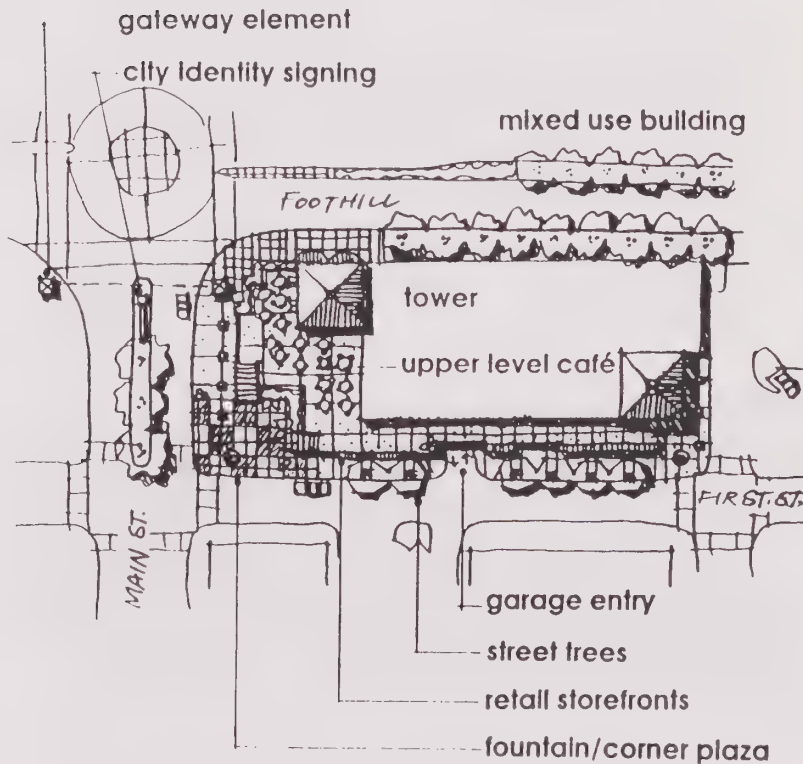 gateway element
city identity signing
mixed use building
FOOTHILL
tower
upper level café
FIRST. ST.
MAIN ST.
garage entry
street trees
retail storefronts
fountain/corner plaza